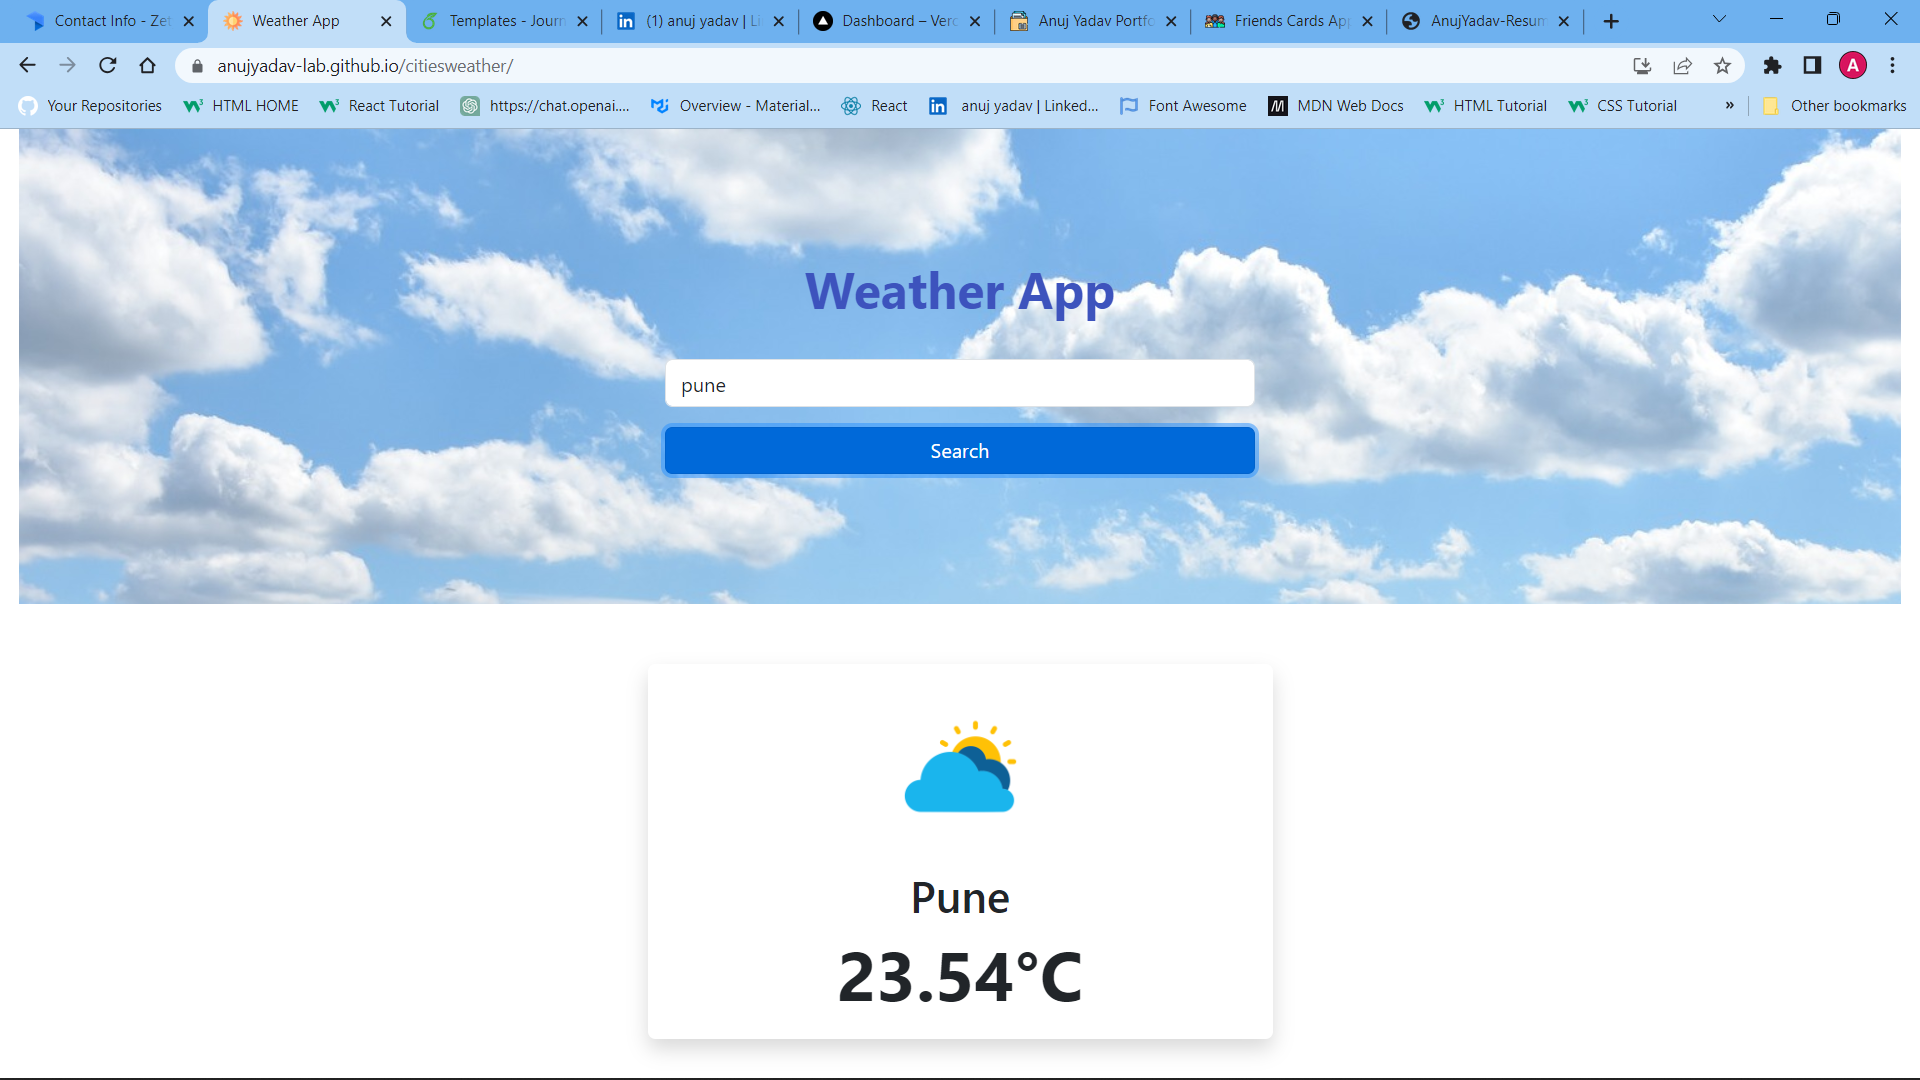 Contact Info - Zet
Weather App
Templates - Journ
(1) anuj yadav | Li
Dashboard – Verc
Anuj Yadav Portfo
Friends Cards App
AnujYadav-Resum
anujyadav-lab.github.io/citiesweather/
A
Your Repositories
HTML HOME
React Tutorial
https://chat.openai....
Overview - Material...
React
anuj yadav | Linked...
Font Awesome
MDN Web Docs
HTML Tutorial
CSS Tutorial
»
Other bookmarks
Weather App
pune
Search
Pune
23.54°C